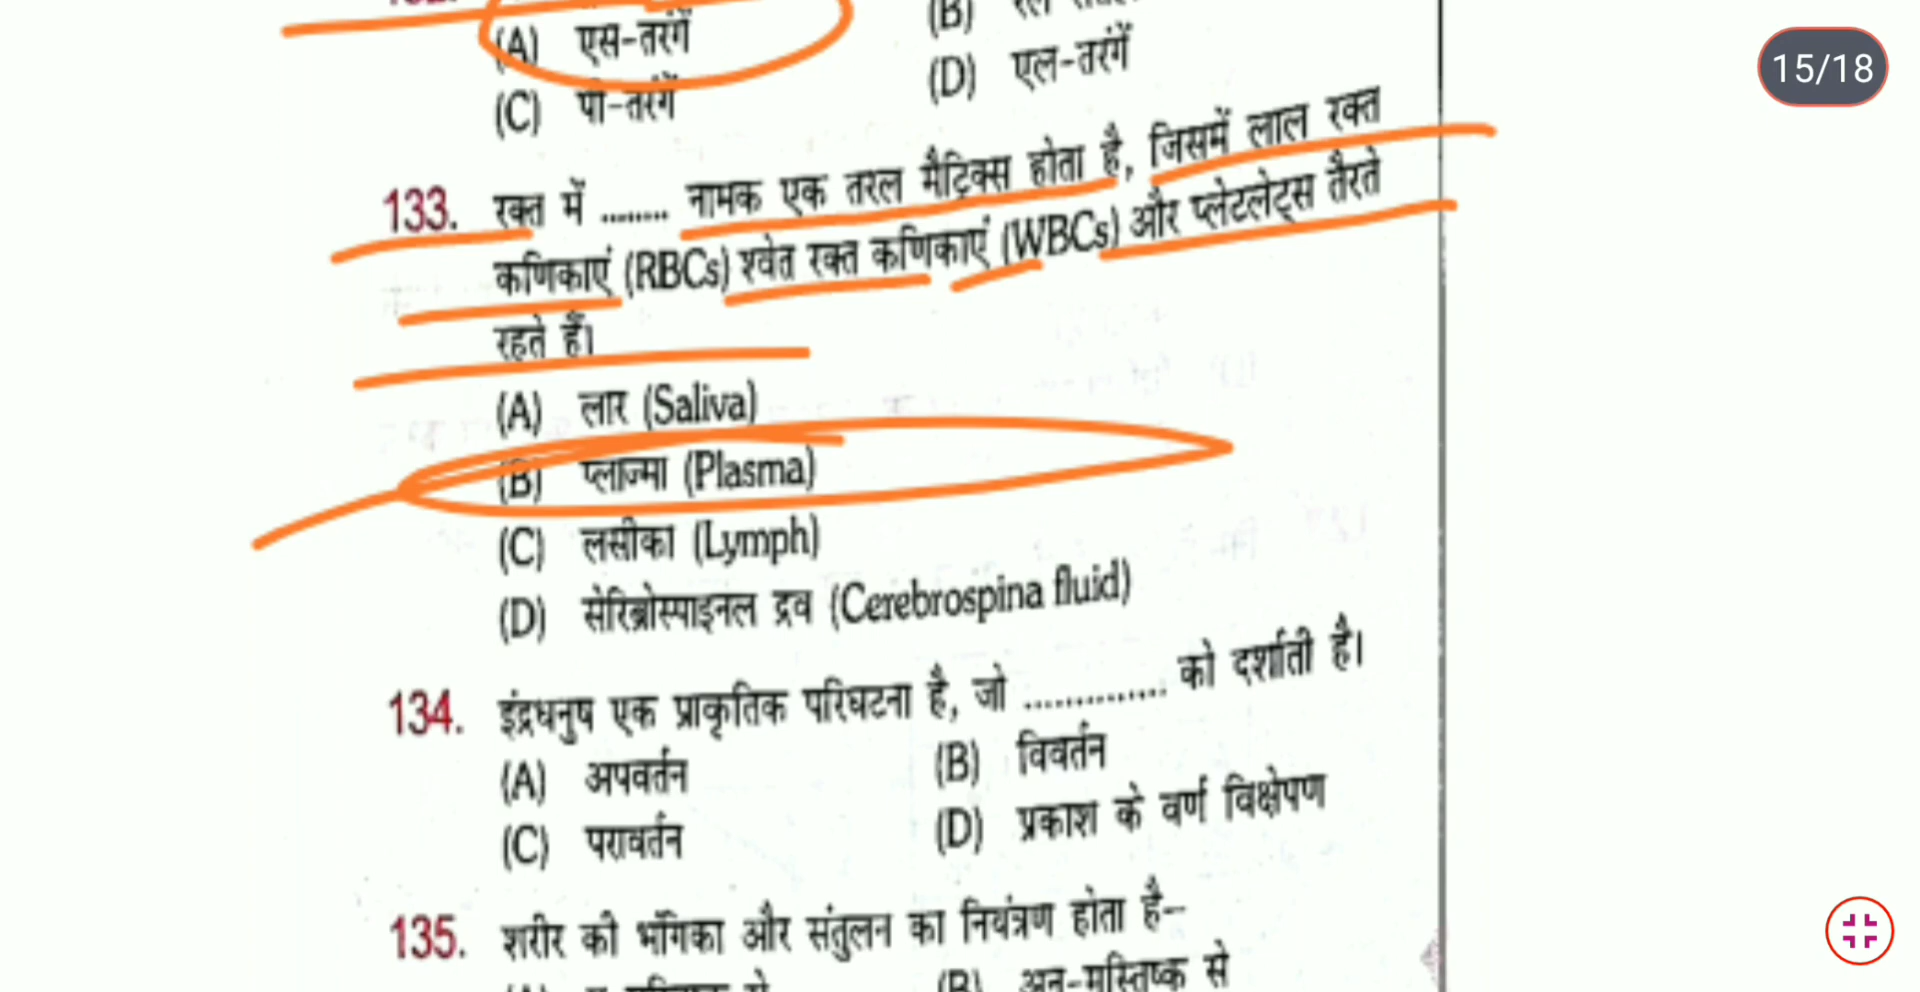 (A) एस-तरंगें
(B)
(C) पी-तरंगें
(D) एल-तरंगें
15/18
133. रक्त में ........ नामक एक तरल मैट्रिक्स होता है, जिसमें लाल रक्त
कणिकाएं (RBCs) श्वेत रक्त कणिकाएं (WBCs) और प्लेटलेट्स तैरते
रहते हैं।
(A) लार (Saliva)
(B) प्लाज्मा (Plasma)
(C) लसीका (Lymph)
(D) सेरिब्रोस्पाइनल द्रव (Cerebrospina fluid)
134. इंद्रधनुष एक प्राकृतिक परिघटना है, जो ............. को दर्शाती है।
(A) अपवर्तन
(B) विवर्तन
(C) परावर्तन
(D) प्रकाश के वर्ण विक्षेपण
135. शरीर की भंगिका और संतुलन का नियंत्रण होता है–
(B) अनु-मस्तिष्क से